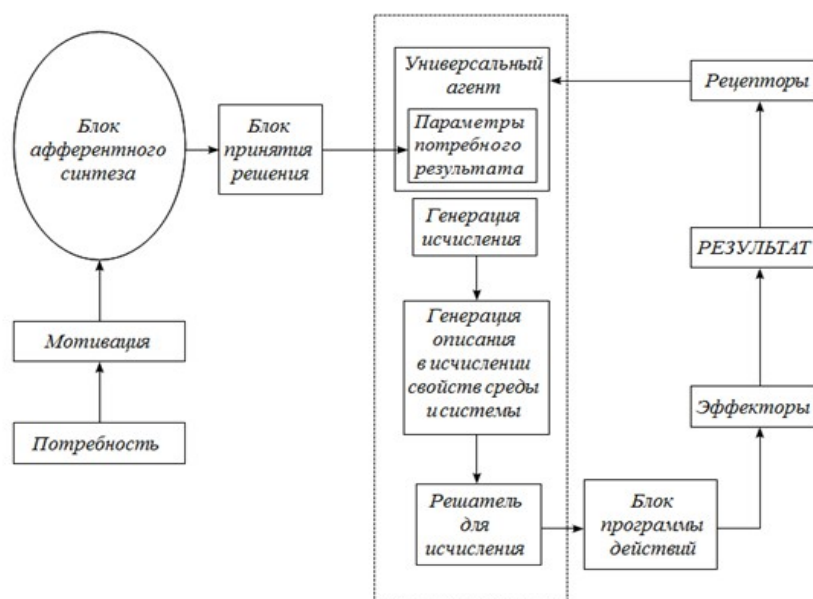 Блок
афферентного
синтеза
Блок
принятия
решения
Универсальный
агент
Параметры
потребного
результата
Рецепторы
Генерация
исчисления
РЕЗУЛЬТАТ
Мотивация
Генерация
описания
в исчислении
свойств среды
и системы
Эффекторы
Потребность
Решатель
для
исчисления
Блок
программы
действий